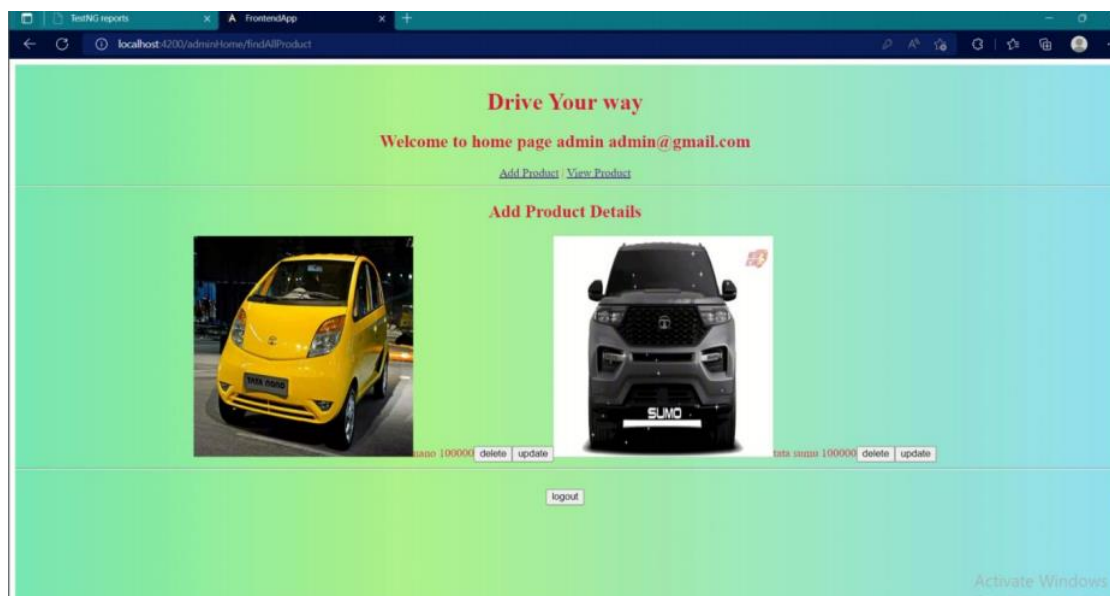 TestNG reports
FrontendApp
localhost:4200/adminHome/findAllProduct
Drive Your way
Welcome to home page admin admin@gmail.com
Add Product | View Product
Add Product Details
TATA nano
SUMO
nano 100000 delete update
tata sumu 100000 delete update
logout
Activate Windows